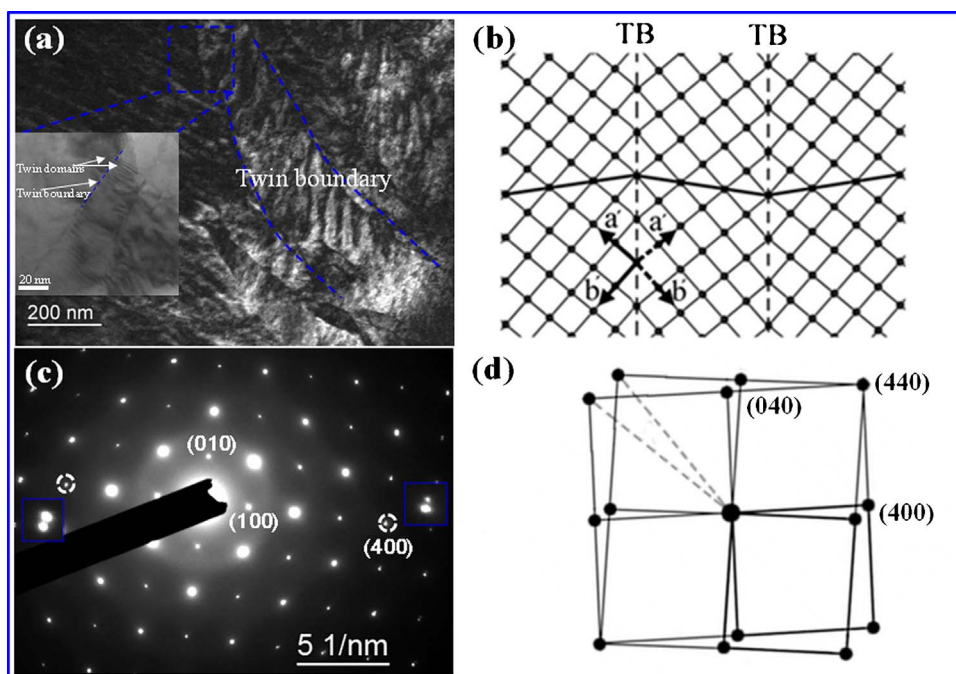 (a)
Twin domains
Twin boundary
Twin boundary
20 nm
200 nm
(b)
TB
TB
a′
a′
b′
b′
(c)
(010)
(100)
(400)
5 1/nm
(d)
(440)
(040)
(400)